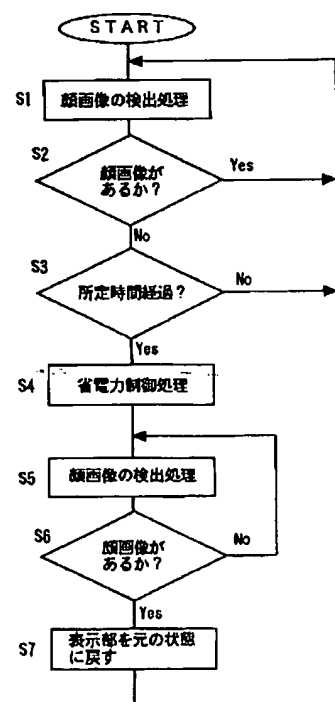 START
S1
顔画像の検出処理
S2
顔画像が
あるか?
Yes
No
S3
所定時間経過?
No
Yes
S4
省電力制御処理
S5
顔画像の検出処理
S6
顔画像が
あるか?
No
Yes
S7
表示部を元の状態
に戻す